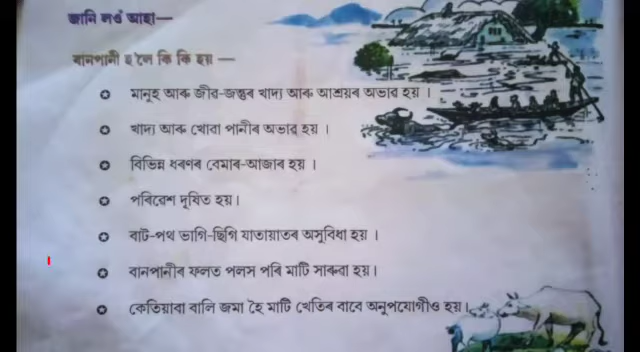 জানি লওঁ আহা—
বানপানী হ'লে কি কি হয় —
মানুহ আৰু জীৱ-জন্তুৰ খাদ্য আৰু আশ্ৰয়ৰ অভাৱ হয় ।
খাদ্য আৰু খোৱা পানীৰ অভাৱ হয় ।
বিভিন্ন ধৰণৰ বেমাৰ-আজাৰ হয় ।
পৰিৱেশ দূষিত হয়।
বাট-পথ ভাগি-ছিগি যাতায়াতৰ অসুবিধা হয় ।
বানপানীৰ ফলত পলস পৰি মাটি সাৰুৱা হয়।
কেতিয়াবা বালি জমা হৈ মাটি খেতিৰ বাবে অনুপযোগীও হয়।